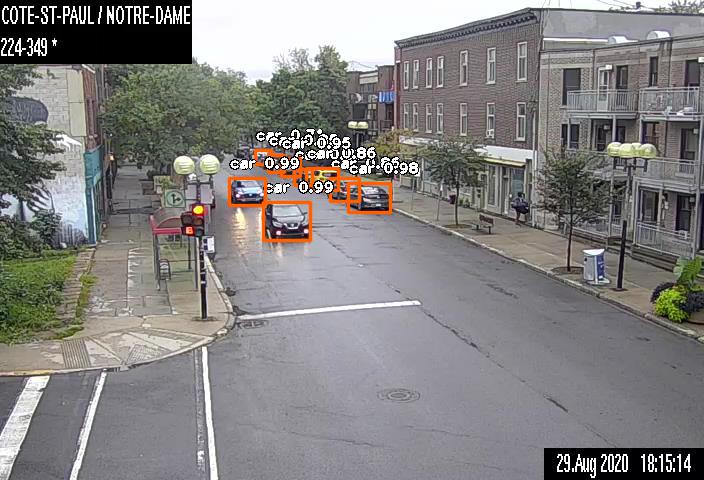 COTE-ST-PAUL / NOTRE-DAME
224-349 *
car 0.95
car 0.99
car 0.98
car 0.99
29.Aug 2020 18:15:14